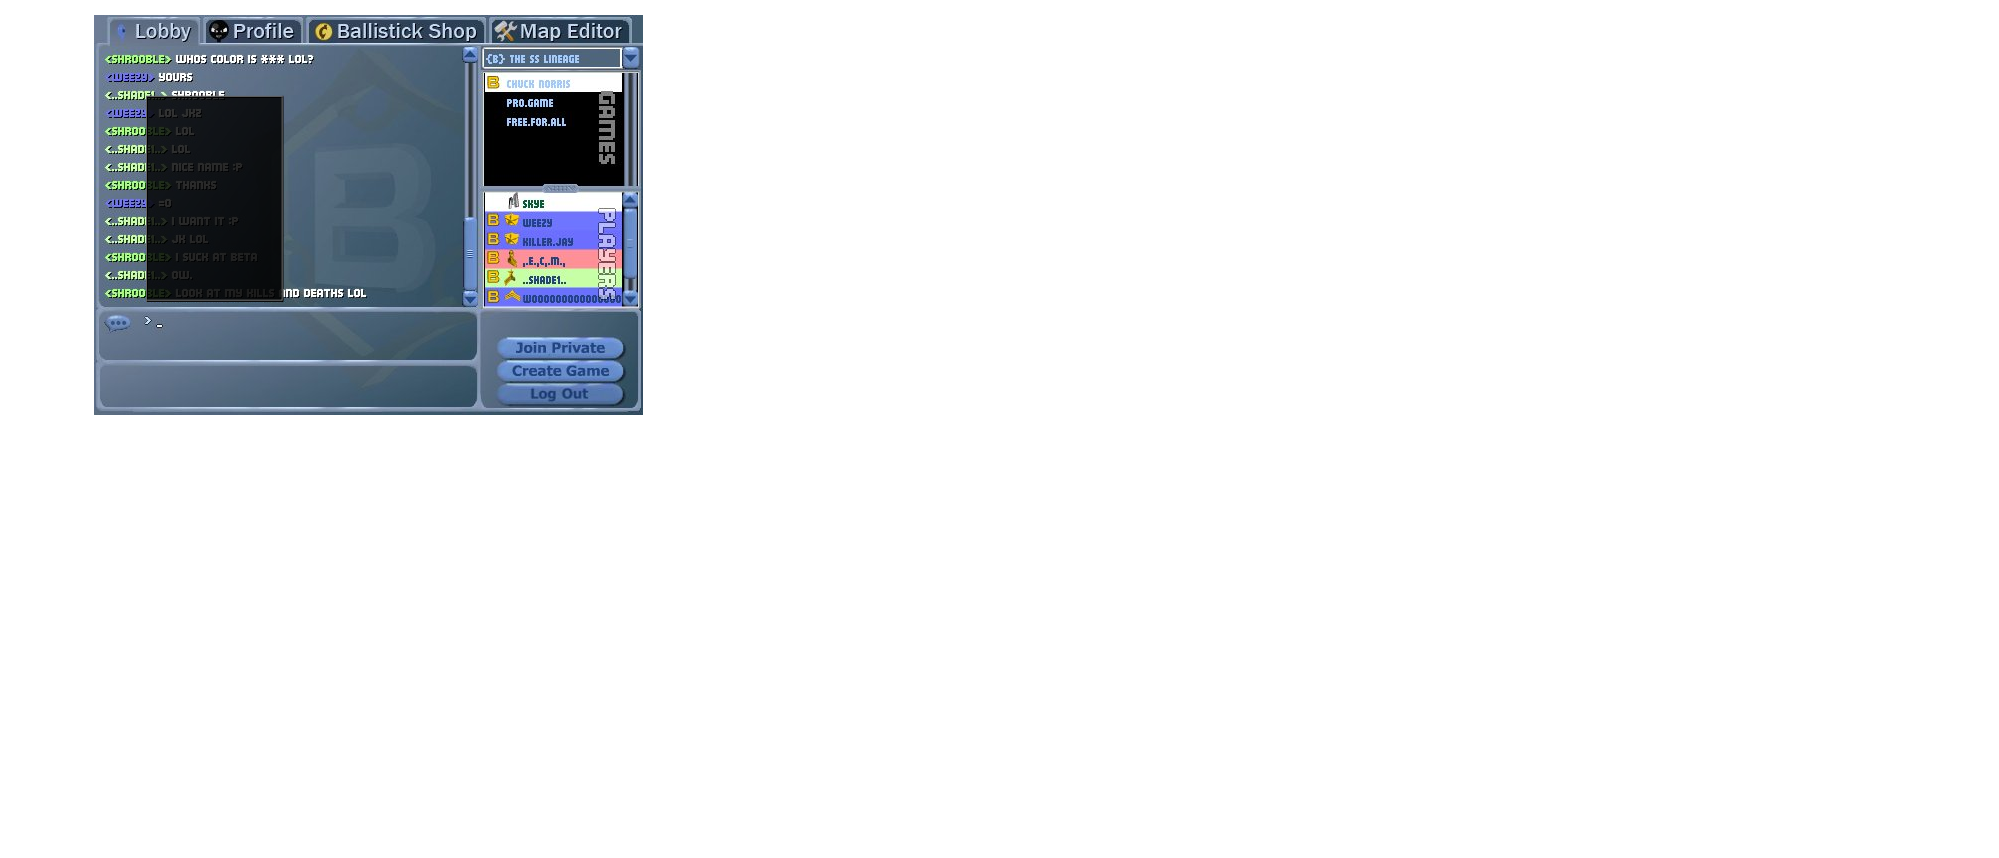 Lobby Profile Ballistick Shop Map Editor
<SHROOBLE> WHOS COLOR IS *** LOL?
<WEEZY> YOURS
<..SHADE1..> SHROOBLE
<WEEZY> LOL JKZ
<SHROOBLE> LOL
<..SHADE1..> LOL
<..SHADE1..> NICE NAME :P
<SHROOBLE> THANKS
<WEEZY> =O
<..SHADE1..> I WANT IT :P
<..SHADE1..> JK LOL
<SHROOBLE> I SUCK AT BETA
<..SHADE1..> OW.
<SHROOBLE> LOOK AT MY KILLS AND DEATHS LOL
>_
{B} THE SS LINEAGE
B CHUCK NORRIS
PRO.GAME
FREE.FOR.ALL
GAMES
SKYE
B WEEZY
B KILLER.JAY
B ,.E.,C,.M.,
B ..SHADE1..
B
PLAYERS
Join Private
Create Game
Log Out
B